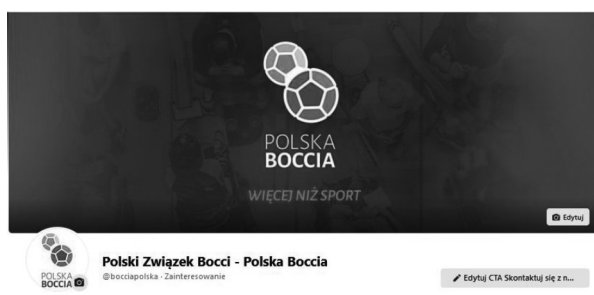 POLSKA
BOCCIA
WIĘCEJ NIŻ SPORT
Edytuj
POLSKA
BOCCIA
Polski Związek Bocci - Polska Boccia
@bocciapolska · Zainteresowanie
Edytuj CTA Skontaktuj się z n...